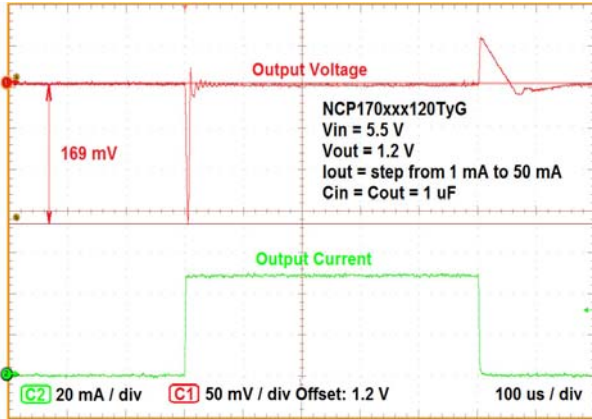 Output Voltage
NCP170xxx120TyG
Vin = 5.5 V
Vout = 1.2 V
Iout = step from 1 mA to 50 mA
Cin = Cout = 1 uF
169 mV
Output Current
C2 20 mA / div C1 50 mV / div Offset: 1.2 V 100 us / div